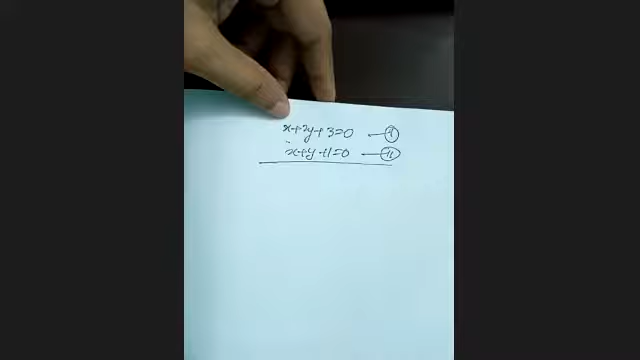 x+2y+3=0 ← (i)
x+y+1=0 ← (ii)